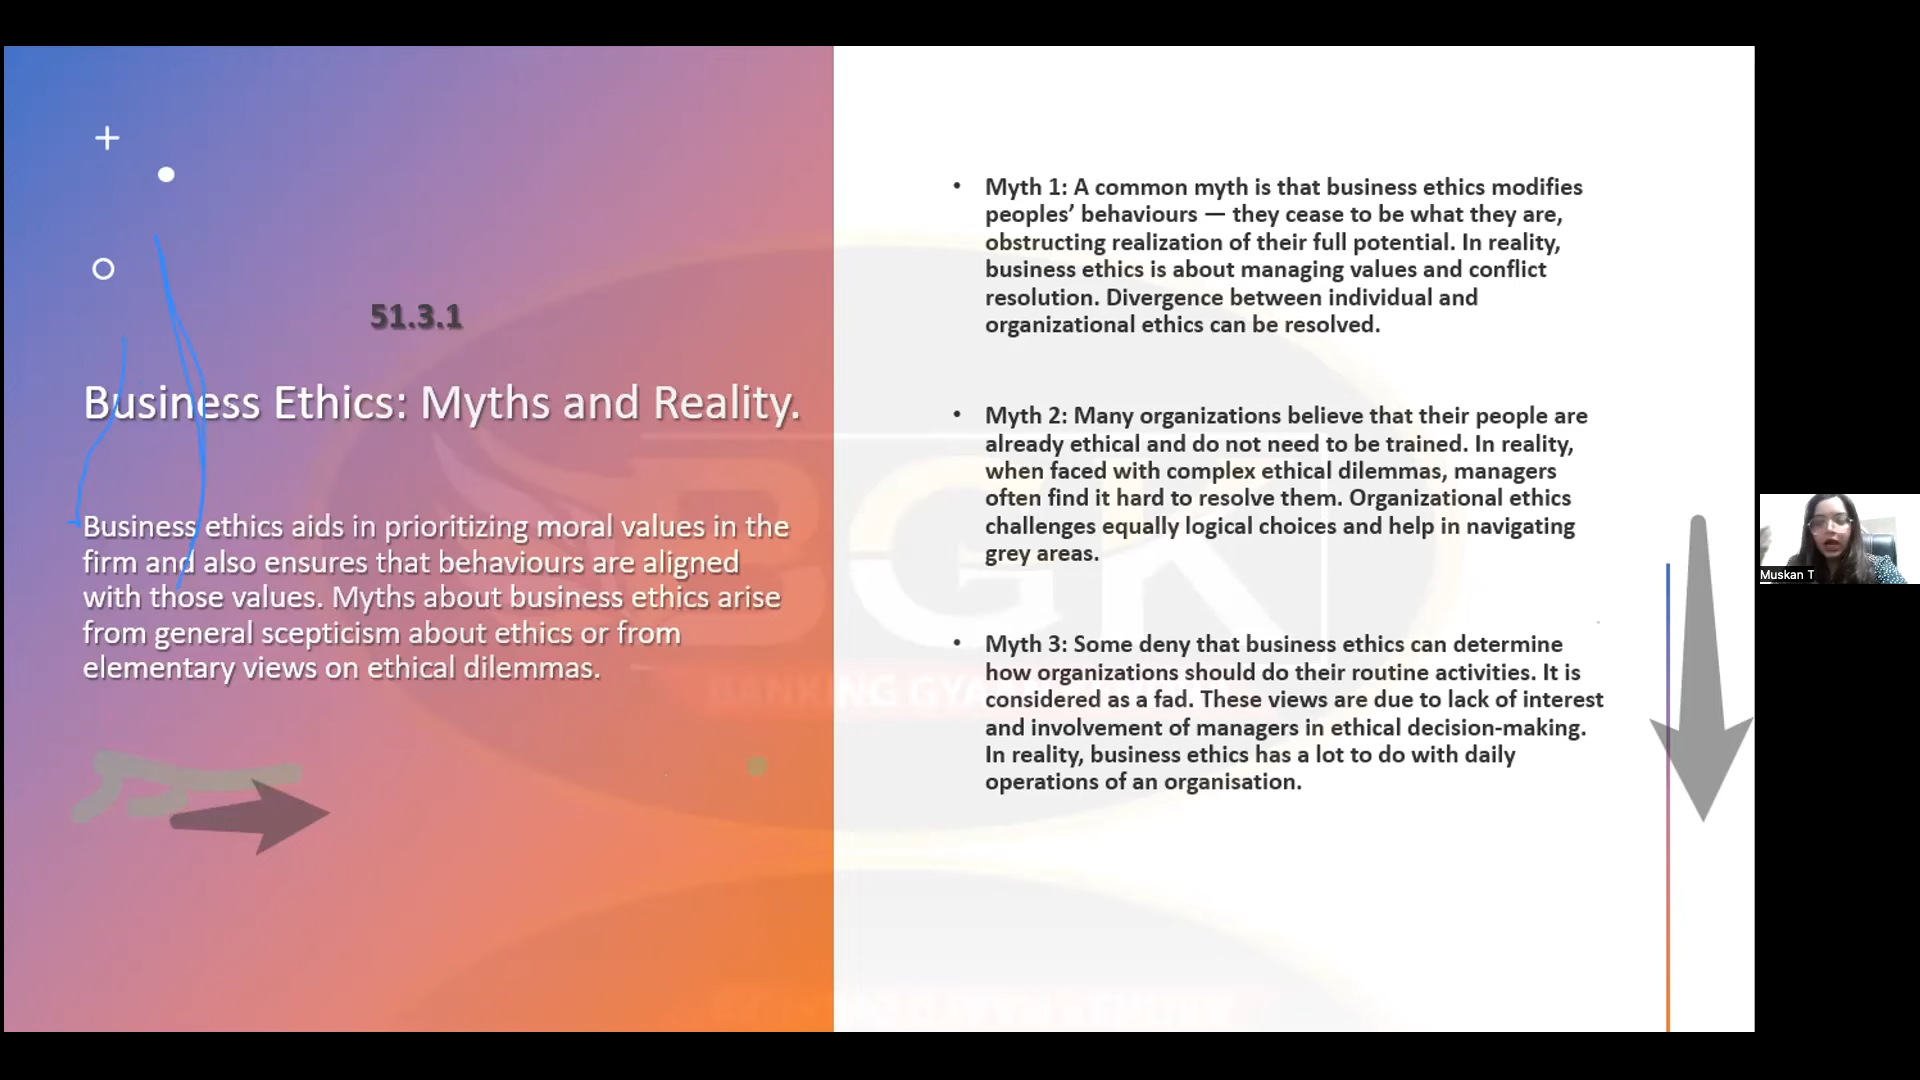 51.3.1
Business Ethics: Myths and Reality.
Business ethics aids in prioritizing moral values in the
firm and also ensures that behaviours are aligned
with those values. Myths about business ethics arise
from general scepticism about ethics or from
elementary views on ethical dilemmas.
• Myth 1: A common myth is that business ethics modifies
peoples’ behaviours — they cease to be what they are,
obstructing realization of their full potential. In reality,
business ethics is about managing values and conflict
resolution. Divergence between individual and
organizational ethics can be resolved.
• Myth 2: Many organizations believe that their people are
already ethical and do not need to be trained. In reality,
when faced with complex ethical dilemmas, managers
often find it hard to resolve them. Organizational ethics
challenges equally logical choices and help in navigating
grey areas.
• Myth 3: Some deny that business ethics can determine
how organizations should do their routine activities. It is
considered as a fad. These views are due to lack of interest
and involvement of managers in ethical decision-making.
In reality, business ethics has a lot to do with daily
operations of an organisation.
BGK
BANKING
Muskan T